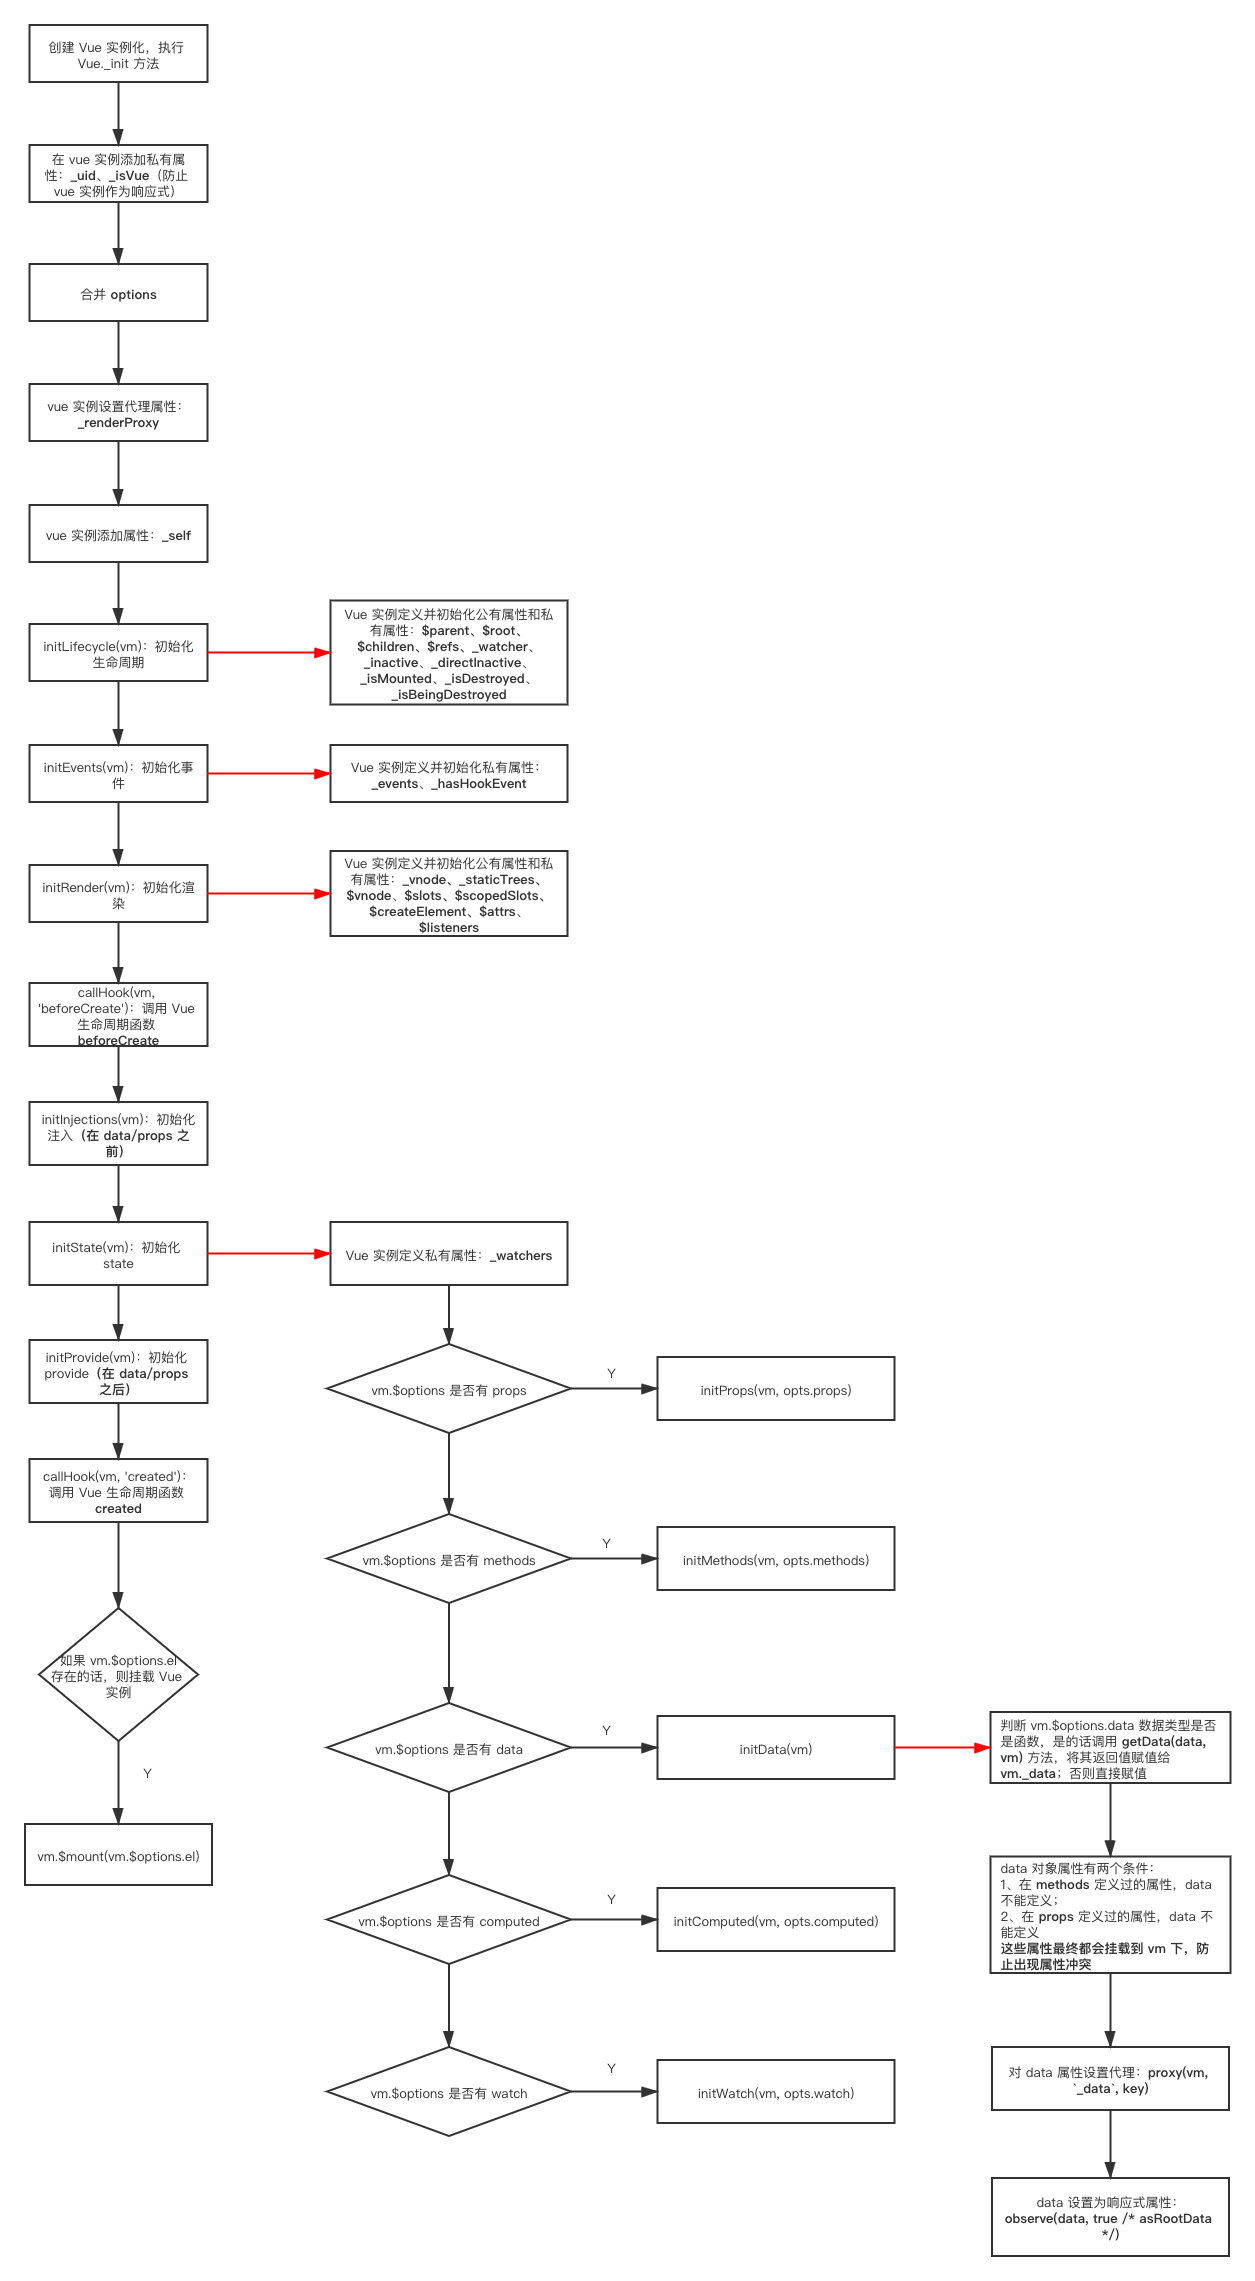 创建 Vue 实例化，执行
Vue._init 方法
在 vue 实例添加私有属
性：_uid、_isVue（防止
vue 实例作为响应式）
合并 options
vue 实例设置代理属性：
_renderProxy
vue 实例添加属性：_self
initLifecycle(vm)：初始化
生命周期
Vue 实例定义并初始化公有属性和私
有属性：$parent、$root、
$children、$refs、_watcher、
_inactive、_directInactive、
_isMounted、_isDestroyed、
_isBeingDestroyed
initEvents(vm)：初始化事
件
Vue 实例定义并初始化私有属性：
_events、_hasHookEvent
initRender(vm)：初始化渲
染
Vue 实例定义并初始化公有属性和私
有属性：_vnode、_staticTrees、
$vnode、$slots、$scopedSlots、
$createElement、$attrs、
$listeners
callHook(vm,
'beforeCreate')：调用 Vue
生命周期函数
beforeCreate
initInjections(vm)：初始化
注入（在 data/props 之
前）
initState(vm)：初始化
state
Vue 实例定义私有属性：_watchers
initProvide(vm)：初始化
provide（在 data/props
之后）
callHook(vm, 'created')：
调用 Vue 生命周期函数
created
如果 vm.$options.el
存在的话，则挂载 Vue
实例
Y
vm.$mount(vm.$options.el)
vm.$options 是否有 props
Y
initProps(vm, opts.props)
vm.$options 是否有 methods
Y
initMethods(vm, opts.methods)
vm.$options 是否有 data
Y
initData(vm)
判断 vm.$options.data 数据类型是否
是函数，是的话调用 getData(data,
vm) 方法，将其返回值赋值给
vm._data；否则直接赋值
data 对象属性有两个条件：
1、在 methods 定义过的属性，data
不能定义；
2、在 props 定义过的属性，data 不
能定义
这些属性最终都会挂载到 vm 下，防
止出现属性冲突
对 data 属性设置代理：proxy(vm,
`_data`, key)
data 设置为响应式属性：
observe(data, true /* asRootData
*/)
vm.$options 是否有 computed
Y
initComputed(vm, opts.computed)
vm.$options 是否有 watch
Y
initWatch(vm, opts.watch)